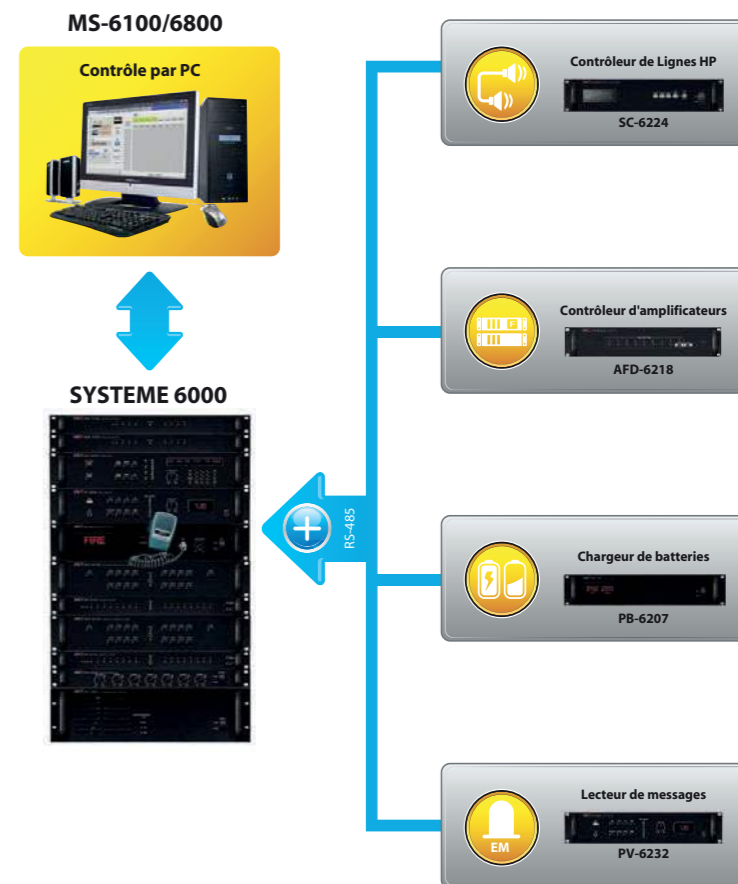 MS-6100/6800
Contrôle par PC
SYSTEME 6000
FIRE
RS-485
Contrôleur de Lignes HP
SC-6224
Contrôleur d'amplificateurs
F
AFD-6218
Chargeur de batteries
PB-6207
Lecteur de messages
EM
PV-6232